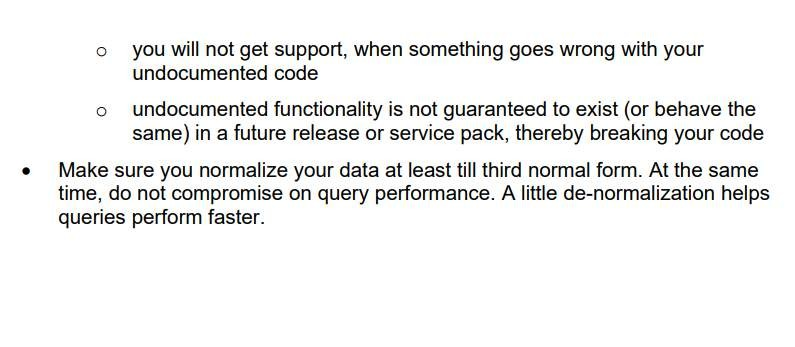 o you will not get support, when something goes wrong with your
undocumented code
o undocumented functionality is not guaranteed to exist (or behave the
same) in a future release or service pack, thereby breaking your code
• Make sure you normalize your data at least till third normal form. At the same
time, do not compromise on query performance. A little de-normalization helps
queries perform faster.